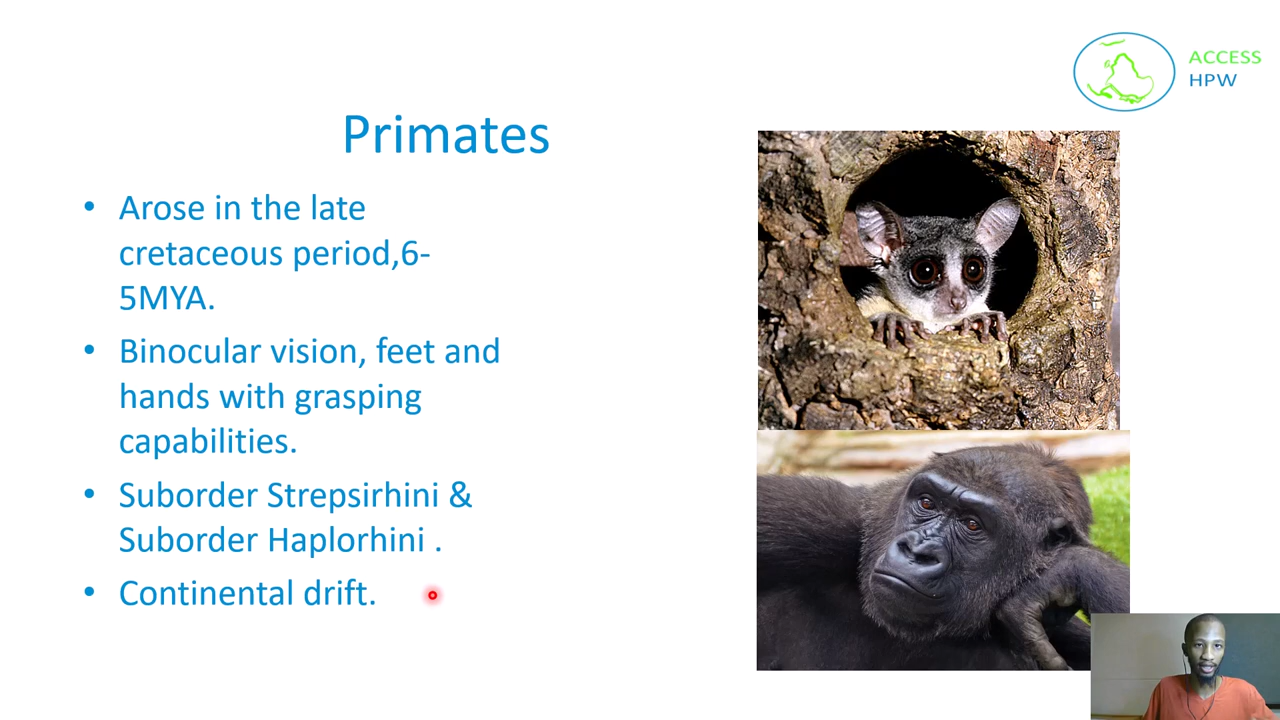 ACCESS
HPW
Primates
• Arose in the late
cretaceous period,6-
5MYA.
• Binocular vision, feet and
hands with grasping
capabilities.
• Suborder Strepsirhini &
Suborder Haplorhini .
• Continental drift.